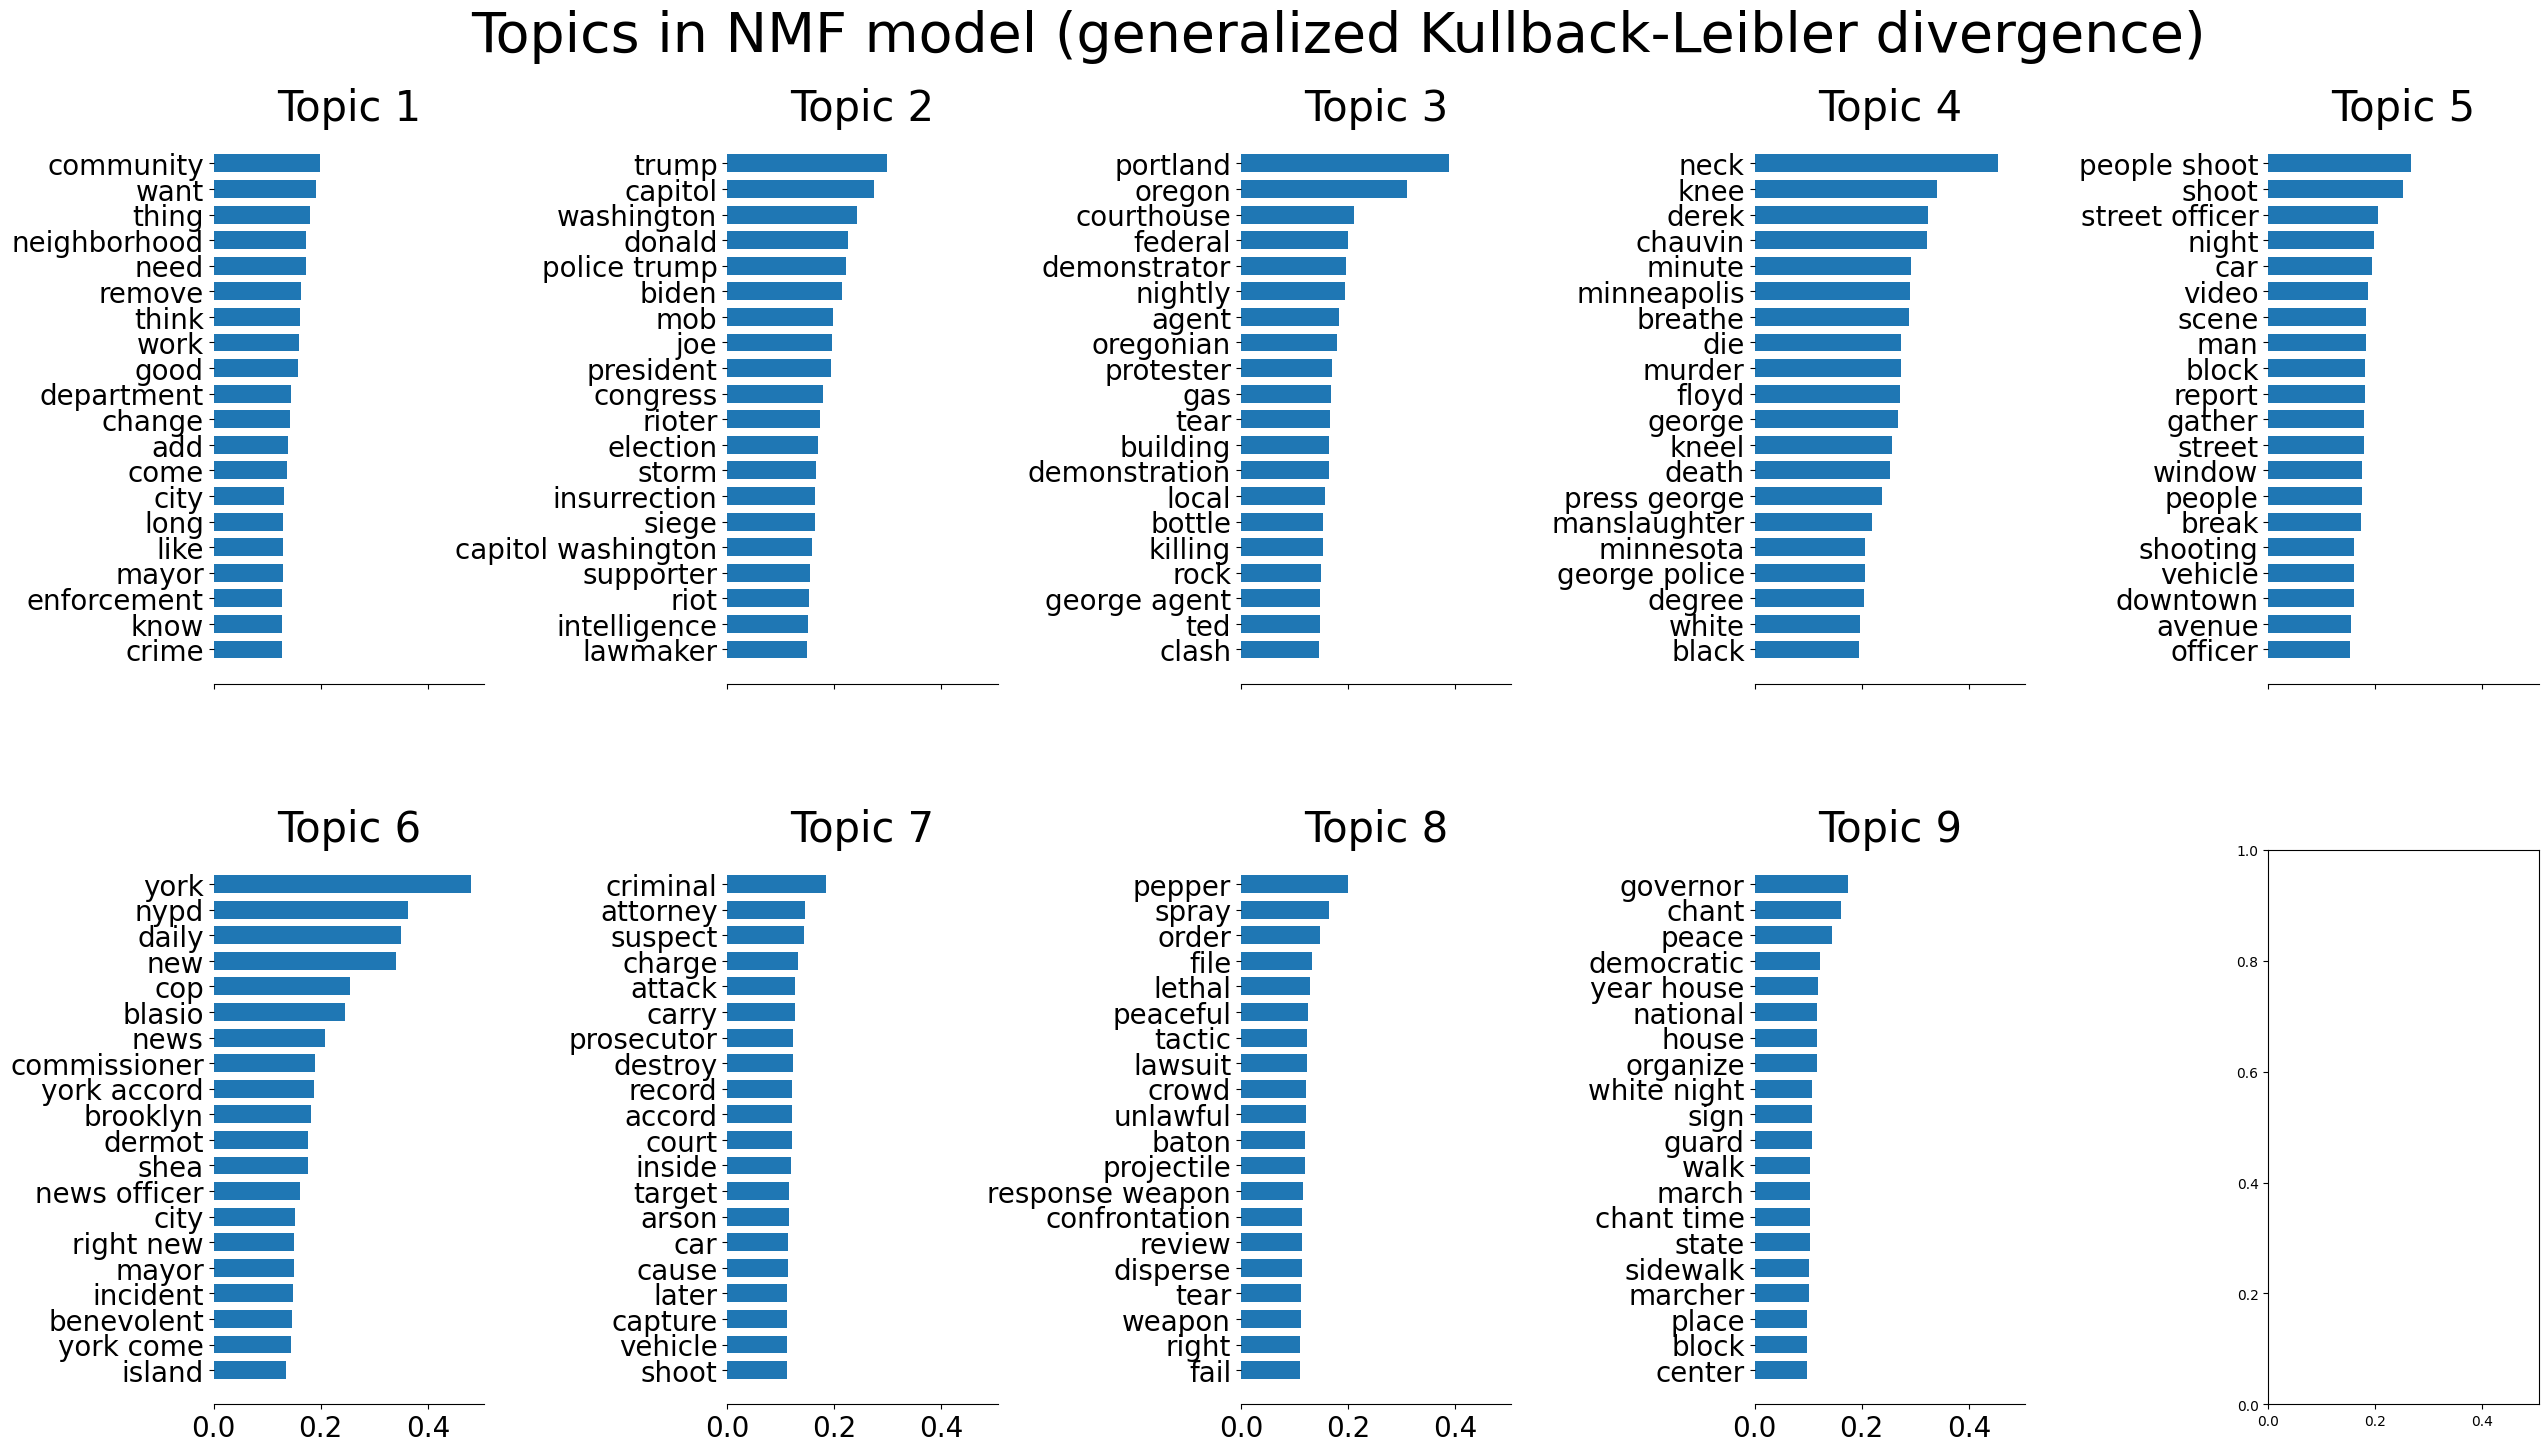 Topics in NMF model (generalized Kullback-Leibler divergence)
Topic 1
community
want
thing
neighborhood
need
remove
think
work
good
department
change
add
come
city
long
like
mayor
enforcement
know
crime
Topic 2
trump
capitol
washington
donald
police trump
biden
mob
joe
president
congress
rioter
election
storm
insurrection
siege
capitol washington
supporter
riot
intelligence
lawmaker
Topic 3
portland
oregon
courthouse
federal
demonstrator
nightly
agent
oregonian
protester
gas
tear
building
demonstration
local
bottle
killing
rock
george agent
ted
clash
Topic 4
neck
knee
derek
chauvin
minute
minneapolis
breathe
die
murder
floyd
george
kneel
death
press george
manslaughter
minnesota
george police
degree
white
black
Topic 5
people shoot
shoot
street officer
night
car
video
scene
man
block
report
gather
street
window
people
break
shooting
vehicle
downtown
avenue
officer
Topic 6
york
nypd
daily
new
cop
blasio
news
commissioner
york accord
brooklyn
dermot
shea
news officer
city
right new
mayor
incident
benevolent
york come
island
0.0 0.2 0.4
Topic 7
criminal
attorney
suspect
charge
attack
carry
prosecutor
destroy
record
accord
court
inside
target
arson
car
cause
later
capture
vehicle
shoot
0.0 0.2 0.4
Topic 8
pepper
spray
order
file
lethal
peaceful
tactic
lawsuit
crowd
unlawful
baton
projectile
response weapon
confrontation
review
disperse
tear
weapon
right
fail
0.0 0.2 0.4
Topic 9
governor
chant
peace
democratic
year house
national
house
organize
white night
sign
guard
walk
march
chant time
state
sidewalk
marcher
place
block
center
0.0 0.2 0.4
1.0
0.8
0.6
0.4
0.2
0.0
0.0 0.2 0.4